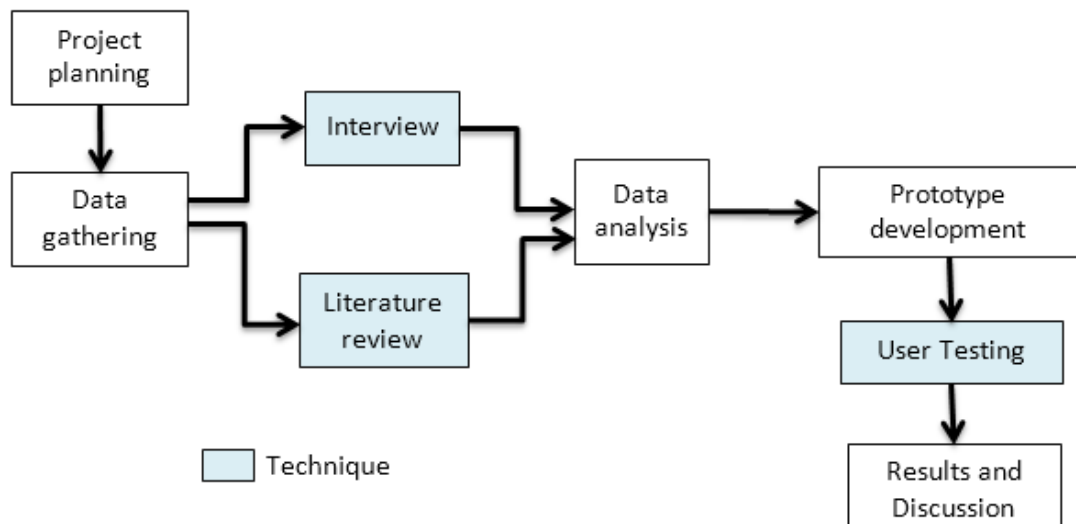 Project
planning
Data
gathering
Interview
Literature
review
Data
analysis
Prototype
development
User Testing
Results and
Discussion
Technique